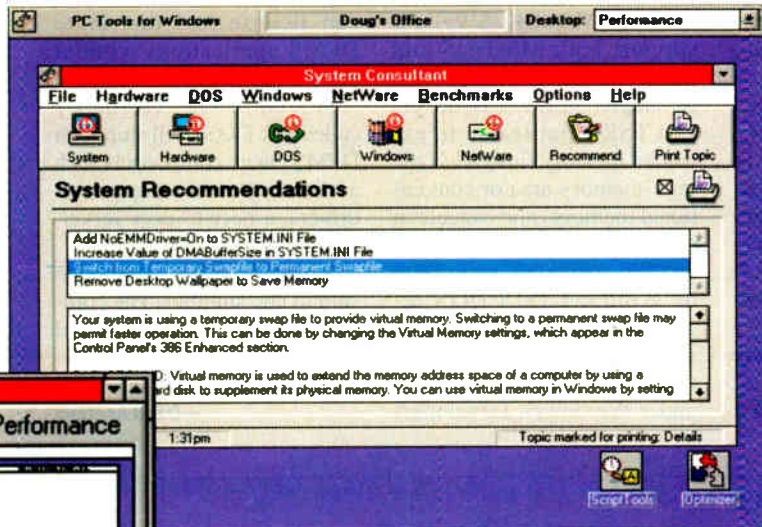 PC Tools for Windows Doug's Office Desktop: Performance
System Consultant
File Hardware DOS Windows NetWare Benchmarks Options Help
System Hardware DOS Windows NetWare Recommend Print Topic
System Recommendations
Add NoEMMDriver=On to SYSTEM.INI File
Increase Value of DMABufferSize in SYSTEM.INI File
Switch from Temporary Swapfile to Permanent Swapfile
Remove Desktop Wallpaper to Save Memory
Your system is using a temporary swap file to provide virtual memory. Switching to a permanent swap file may
permit faster operation. This can be done by changing the Virtual Memory settings, which appear in the
Control Panel's 386 Enhanced section.
D: Virtual memory is used to extend the memory address space of a computer by using a
rd disk to supplement its physical memory. You can use virtual memory in Windows by setting
Performance
1:31pm Topic marked for printing: Details
ScriptTools Optimizer